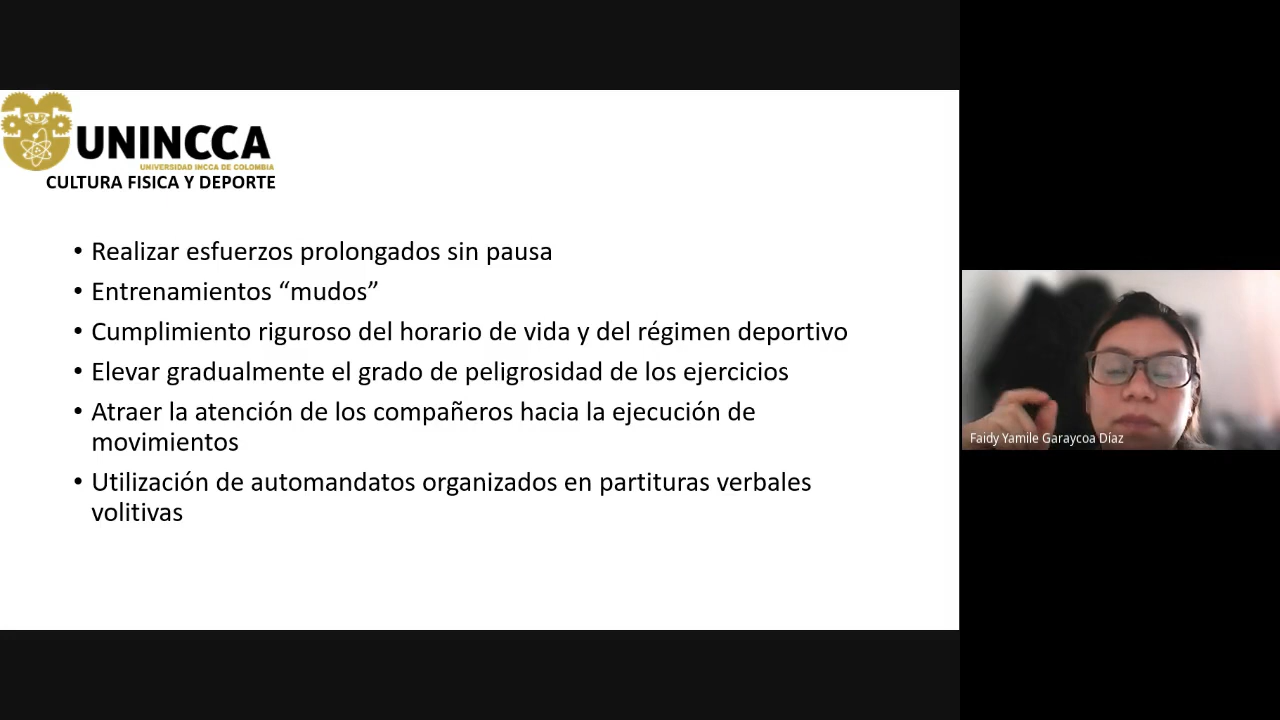 UNINCCA
UNIVERSIDAD INCCA DE COLOMBIA
CULTURA FISICA Y DEPORTE
• Realizar esfuerzos prolongados sin pausa
• Entrenamientos “mudos”
• Cumplimiento riguroso del horario de vida y del régimen deportivo
• Elevar gradualmente el grado de peligrosidad de los ejercicios
• Atraer la atención de los compañeros hacia la ejecución de
movimientos
• Utilización de automandatos organizados en partituras verbales
volitivas
Faidy Yamile Garaycoa Díaz